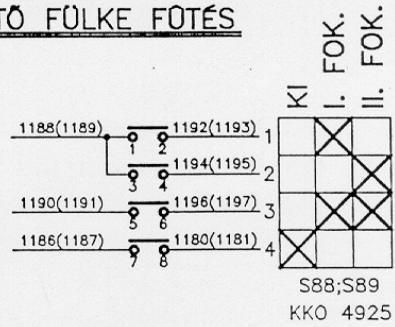 TŐ FÜLKE FŰTÉS
KI
I. FOK.
II. FOK.
1188(1189) 1192(1193) 1
1 2
1194(1195) 2
3 4
1190(1191) 1196(1197) 3
5 6
1186(1187) 1180(1181) 4
7 8
S88;S89
KKO 4925